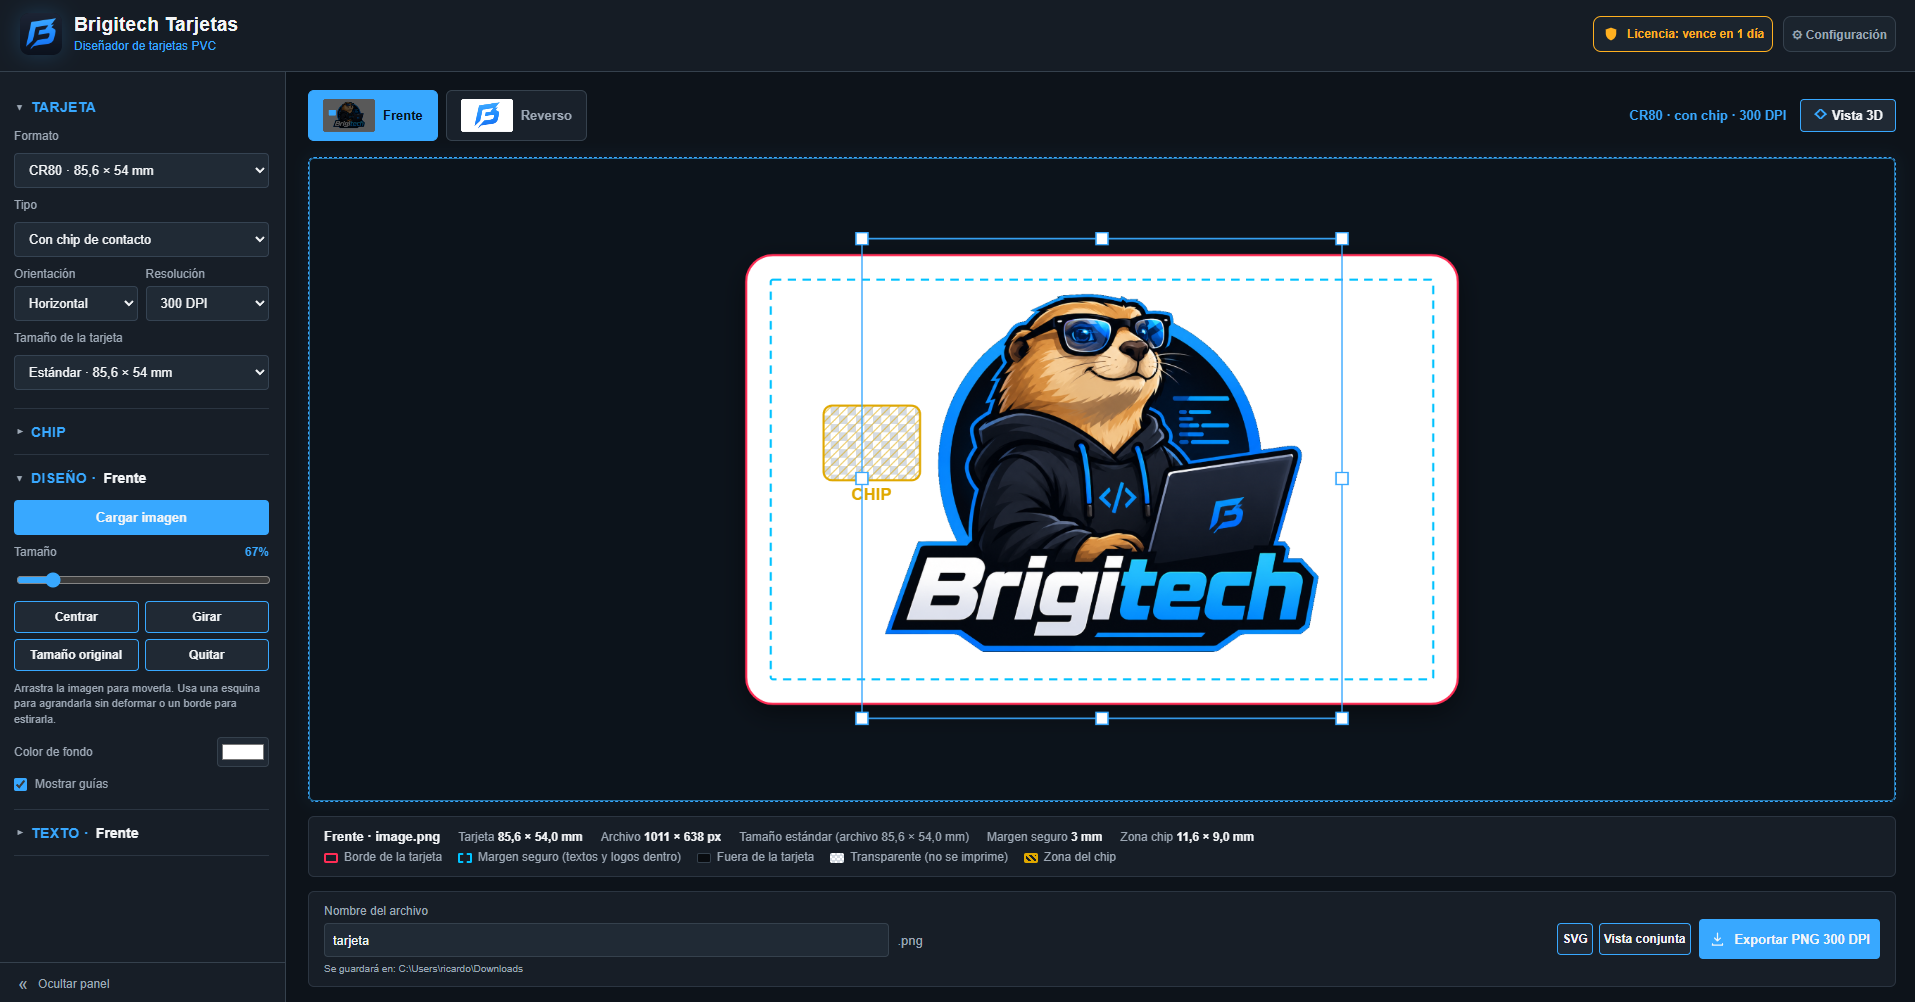 Brigitech Tarjetas
Diseñador de tarjetas PVC
Licencia: vence en 1 día
Configuración
TARJETA
Formato
CR80 · 85,6 × 54 mm
Tipo
Con chip de contacto
Orientación
Resolución
Horizontal
300 DPI
Tamaño de la tarjeta
Estándar · 85,6 × 54 mm
CHIP
DISEÑO · Frente
Cargar imagen
Tamaño
67%
Centrar
Girar
Tamaño original
Quitar
Arrastra la imagen para moverla. Usa una esquina
para agrandarla sin deformar o un borde para
estirarla.
Color de fondo
Mostrar guías
TEXTO · Frente
Ocultar panel
Brigitech
Frente
Reverso
CR80 · con chip · 300 DPI
Vista 3D
CHIP
</>
Brigitech
Frente · image.png
Tarjeta 85,6 × 54,0 mm
Archivo 1011 × 638 px
Tamaño estándar (archivo 85,6 × 54,0 mm)
Margen seguro 3 mm
Zona chip 11,6 × 9,0 mm
Borde de la tarjeta
Margen seguro (textos y logos dentro)
Fuera de la tarjeta
Transparente (no se imprime)
Zona del chip
Nombre del archivo
tarjeta
.png
Se guardará en: C:\Users\ricardo\Downloads
SVG
Vista conjunta
Exportar PNG 300 DPI